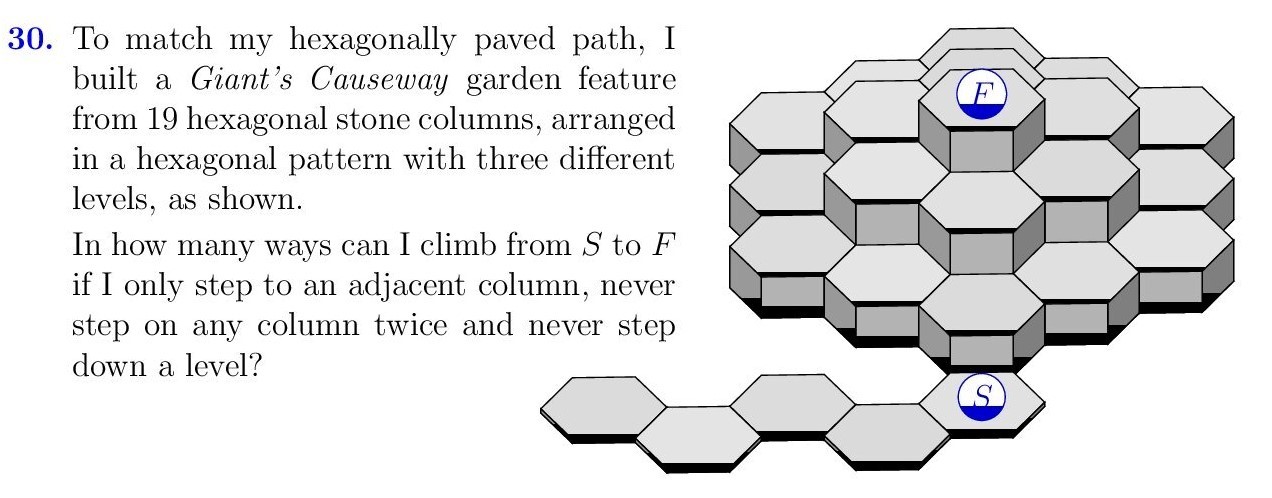 30. To match my hexagonally paved path, I
built a Giant's Causeway garden feature
from 19 hexagonal stone columns, arranged
in a hexagonal pattern with three different
levels, as shown.
In how many ways can I climb from S to F
if I only step to an adjacent column, never
step on any column twice and never step
down a level?
F
S